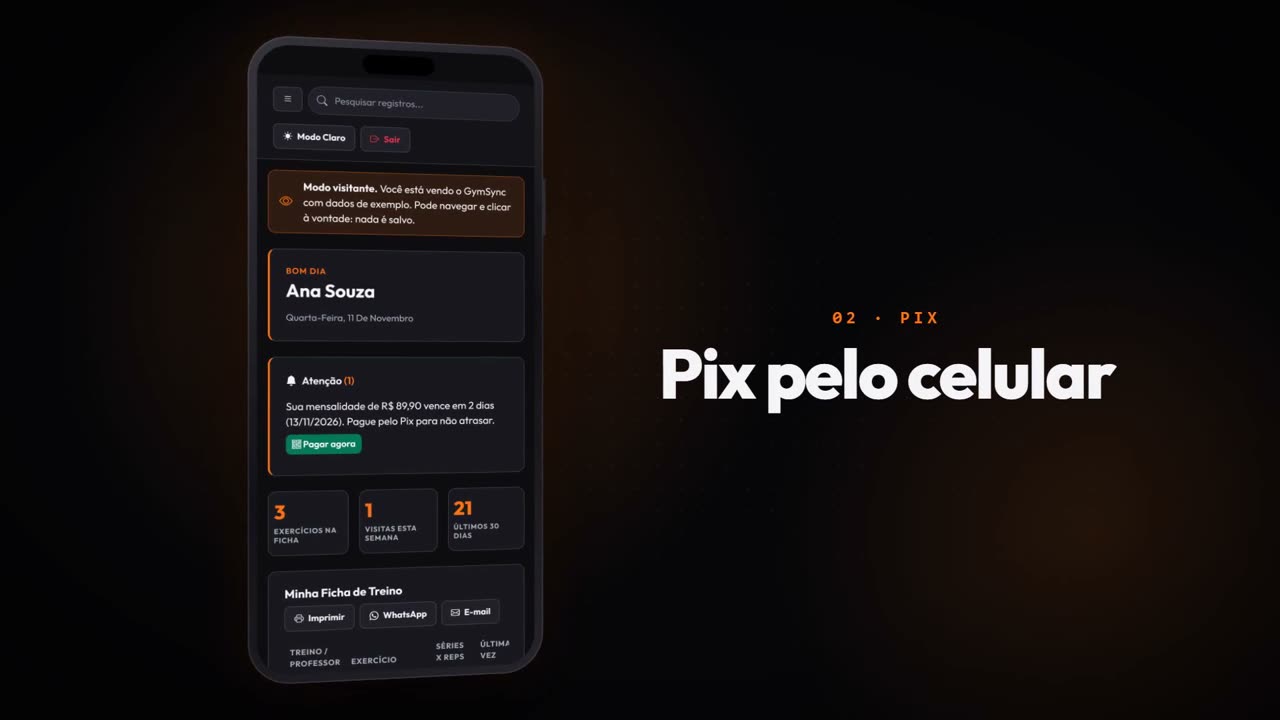 Pesquisar registros...
Modo Claro
Sair
Modo visitante. Você está vendo o GymSync
com dados de exemplo. Pode navegar e clicar
à vontade: nada é salvo.
BOM DIA
Ana Souza
Quarta-Feira, 11 De Novembro
Atenção (1)
Sua mensalidade de R$ 89,90 vence em 2 dias
(13/11/2026). Pague pelo Pix para não atrasar.
Pagar agora
3
EXERCÍCIOS NA
FICHA
1
VISITAS ESTA
SEMANA
21
ÚLTIMOS 30
DIAS
Minha Ficha de Treino
Imprimir
WhatsApp
E-mail
TREINO /
PROFESSOR
EXERCÍCIO
SÉRIES
X REPS
ÚLTIMA
VEZ
02 · PIX
Pix pelo celular